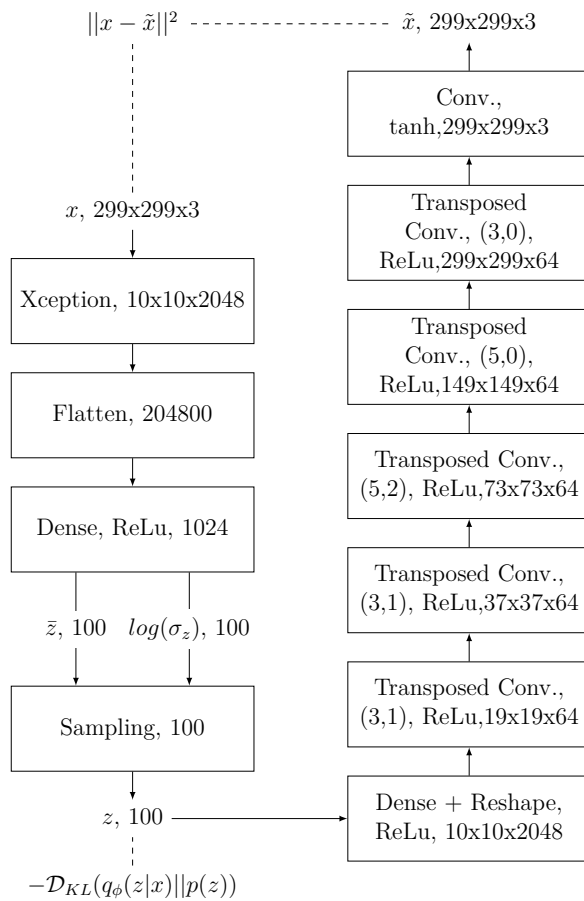 ||x − x̃||²
x̃, 299x299x3
x, 299x299x3
Xception, 10x10x2048
Flatten, 204800
Dense, ReLu, 1024
z̄, 100
log(σ_z), 100
Sampling, 100
z, 100
−𝒟_KL(q_ϕ(z|x)||p(z))
Conv.,
tanh,299x299x3
Transposed
Conv., (3,0),
ReLu,299x299x64
Transposed
Conv., (5,0),
ReLu,149x149x64
Transposed Conv.,
(5,2), ReLu,73x73x64
Transposed Conv.,
(3,1), ReLu,37x37x64
Transposed Conv.,
(3,1), ReLu,19x19x64
Dense + Reshape,
ReLu, 10x10x2048